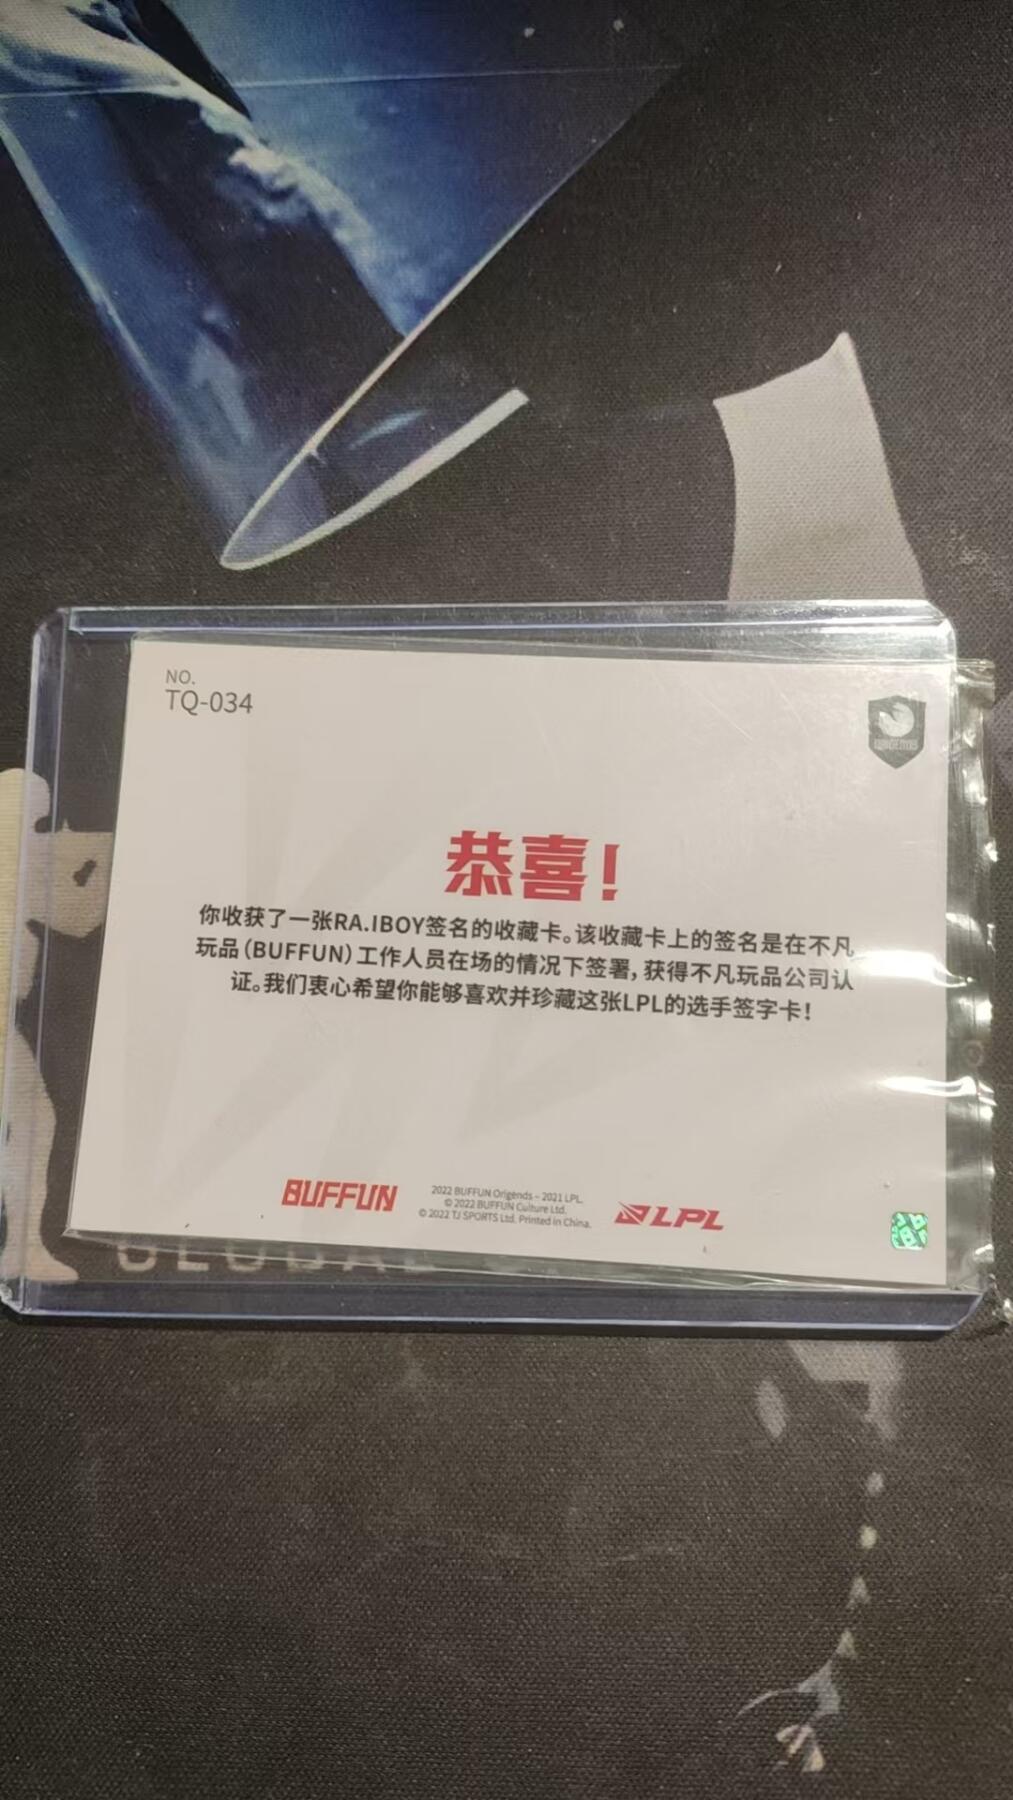 NO.
TQ-034
恭喜！
你收获了一张RA.IBOY签名的收藏卡。该收藏卡上的签名是在不凡
玩品（BUFFUN）工作人员在场的情况下签署，获得不凡玩品公司认
证。我们衷心希望你能够喜欢并珍藏这张LPL的选手签字卡！
BUFFUN
2022 BUFFUN Origends – 2021 LPL.
© 2022 BUFFUN Culture Ltd.
© 2022 TJ SPORTS Ltd. Printed in China.
LPL
GLOBAL